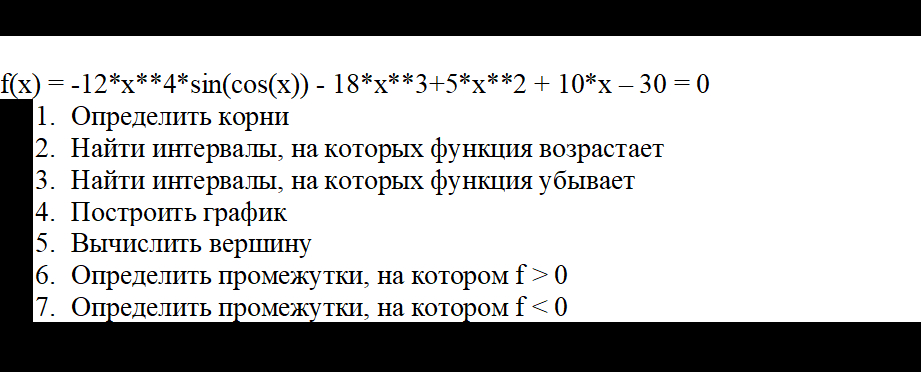 f(x) = -12*x**4*sin(cos(x)) - 18*x**3+5*x**2 + 10*x – 30 = 0
1. Определить корни
2. Найти интервалы, на которых функция возрастает
3. Найти интервалы, на которых функция убывает
4. Построить график
5. Вычислить вершину
6. Определить промежутки, на котором f > 0
7. Определить промежутки, на котором f < 0